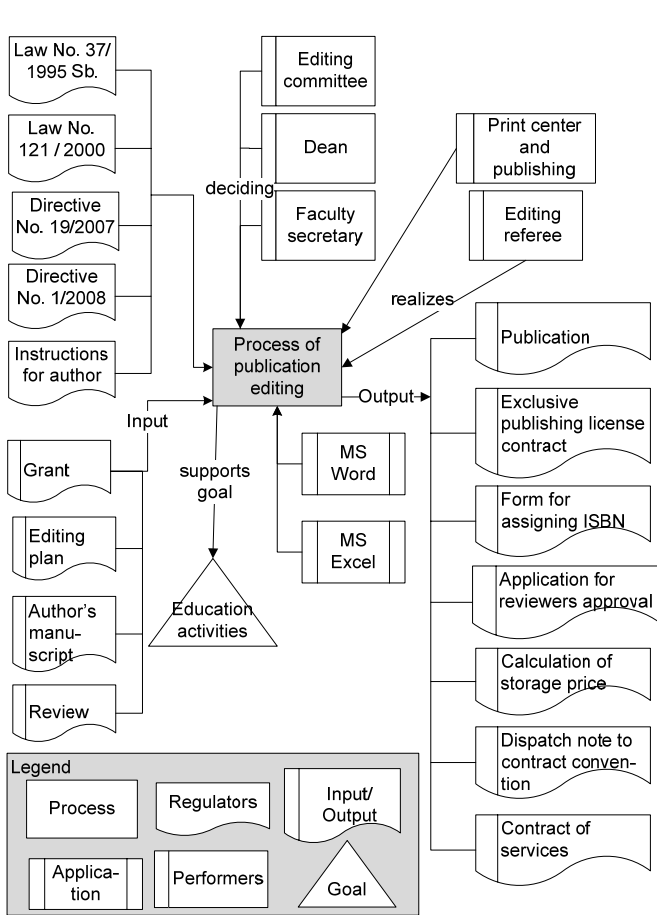 Law No. 37/
1995 Sb.
Law No.
121 / 2000
Directive
No. 19/2007
Directive
No. 1/2008
Instructions
for author
Editing
committee
Dean
Faculty
secretary
deciding
Print center
and
publishing
Editing
referee
realizes
Process of
publication
editing
Input
Output
supports
goal
Grant
Editing
plan
Author's
manu-
script
Review
MS
Word
MS
Excel
Education
activities
Publication
Exclusive
publishing license
contract
Form for
assigning ISBN
Application for
reviewers approval
Calculation of
storage price
Dispatch note to
contract conven-
tion
Contract of
services
Legend
Process
Regulators
Input/
Output
Applica-
tion
Performers
Goal